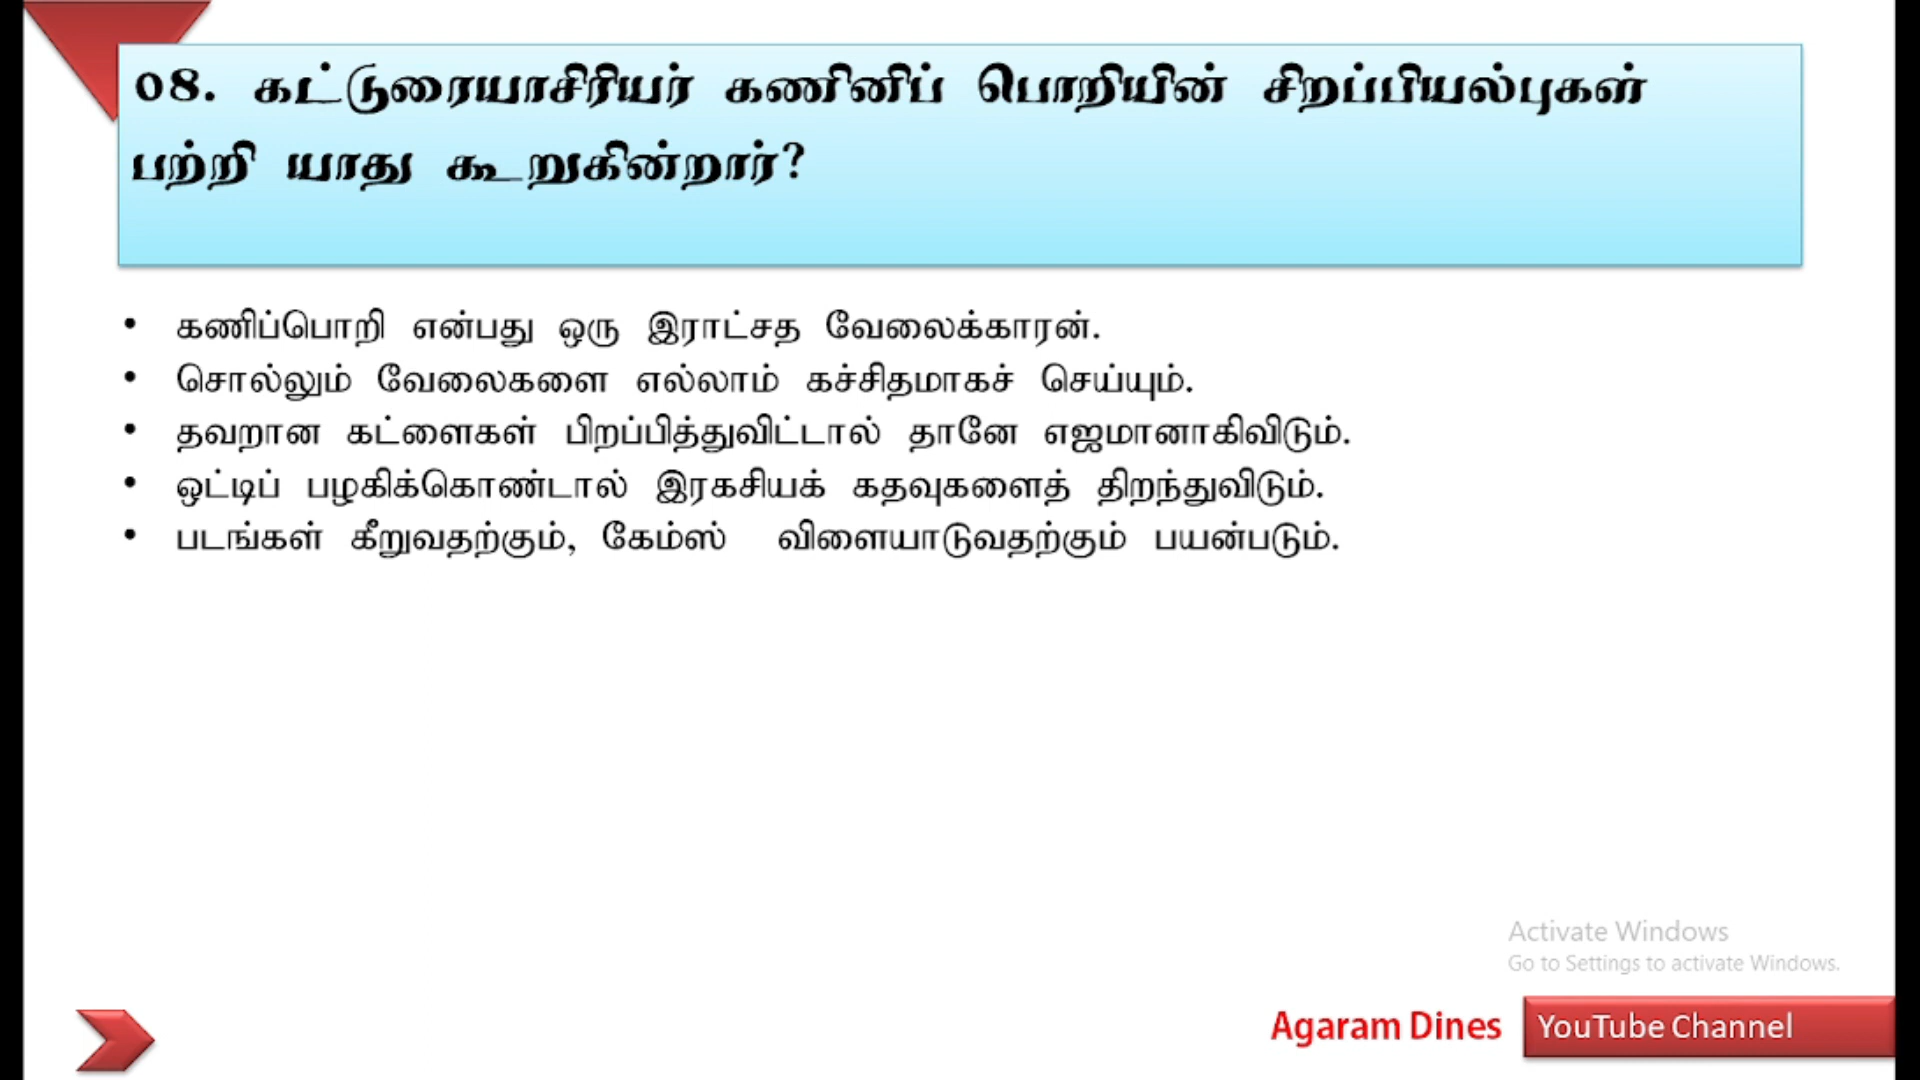 08. கட்டுரையாசிரியர் கணினிப் பொறியின் சிறப்பியல்புகள்
பற்றி யாது கூறுகின்றார்?
• கணிப்பொறி என்பது ஒரு இராட்சத வேலைக்காரன்.
• சொல்லும் வேலைகளை எல்லாம் கச்சிதமாகச் செய்யும்.
• தவறான கட்ளைகள் பிறப்பித்துவிட்டால் தானே எஜமானாகிவிடும்.
• ஒட்டிப் பழகிக்கொண்டால் இரகசியக் கதவுகளைத் திறந்துவிடும்.
• படங்கள் கீறுவதற்கும், கேம்ஸ் விளையாடுவதற்கும் பயன்படும்.
Activate Windows
Go to Settings to activate Windows.
Agaram Dines YouTube Channel